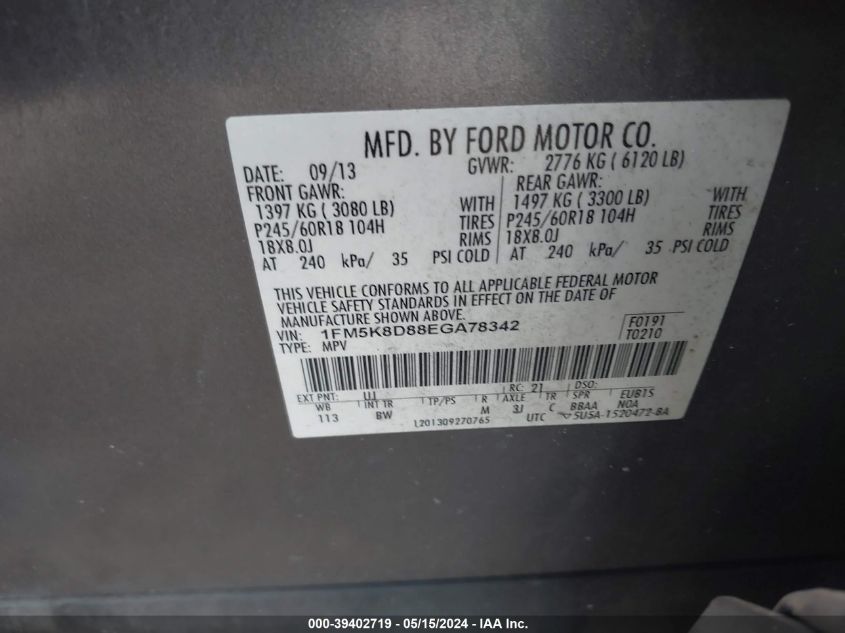 MFD. BY FORD MOTOR CO.
DATE: 09/13 GVWR: 2776 KG ( 6120 LB)
FRONT GAWR: REAR GAWR:
1397 KG ( 3080 LB) WITH 1497 KG ( 3300 LB) WITH
P245/60R18 104H TIRES P245/60R18 104H TIRES
18X8.0J RIMS 18X8.0J RIMS
AT 240 kPa/ 35 PSI COLD AT 240 kPa/ 35 PSI COLD
THIS VEHICLE CONFORMS TO ALL APPLICABLE FEDERAL MOTOR
VEHICLE SAFETY STANDARDS IN EFFECT ON THE DATE OF
MANUFACTURE SHOWN ABOVE.
VIN: 1FM5K8D88EGA78342 F0191
TYPE: MPV T0210
EXT PNT: UJ RC: 21 DSO:
WB INT TR TP/PS R AXLE TR SPR EUB1S
113 BW M 3J C BBAA NOA
L201309270765 UTC 5U5A-1520472-BA
000-39402719 - 05/15/2024 - IAA Inc.